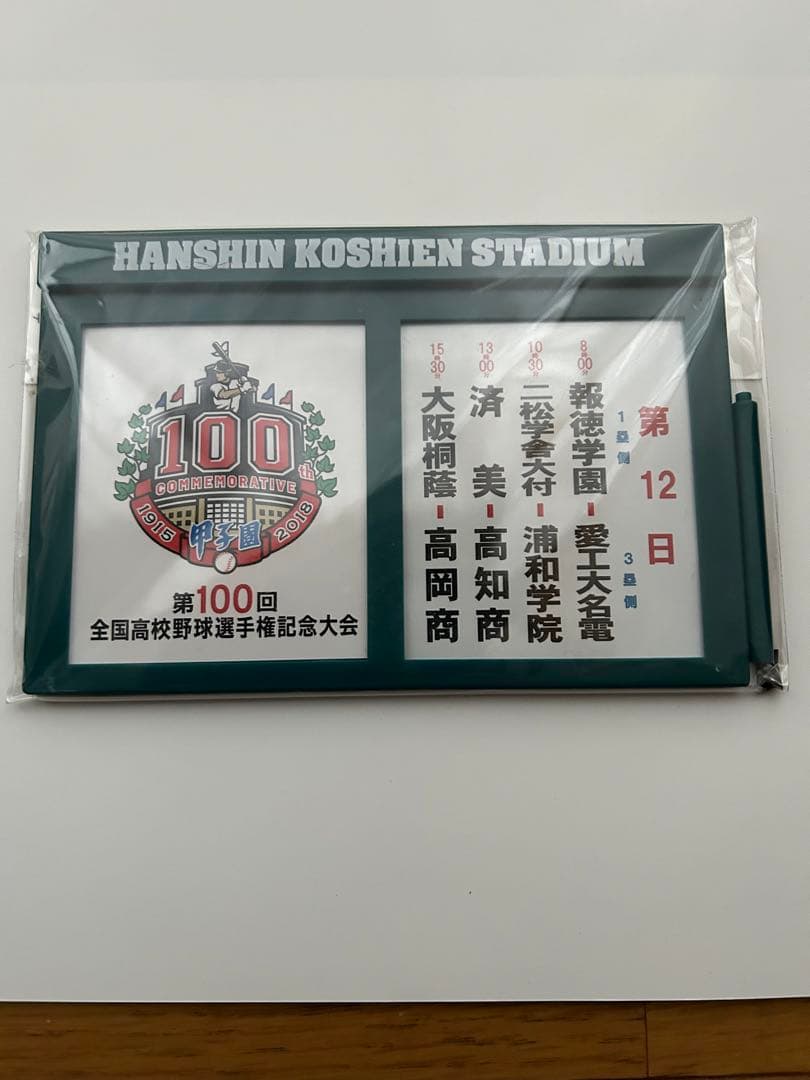 HANSHIN KOSHIEN STADIUM
100th
COMMEMORATIVE
1915 甲子園 2018
第100回
全国高校野球選手権記念大会
第12日
1塁側 3塁側
8時00分 報徳学園-愛工大名電
10時30分 二松学舎大付-浦和学院
13時00分 済美-高知商
15時30分 大阪桐蔭-高岡商